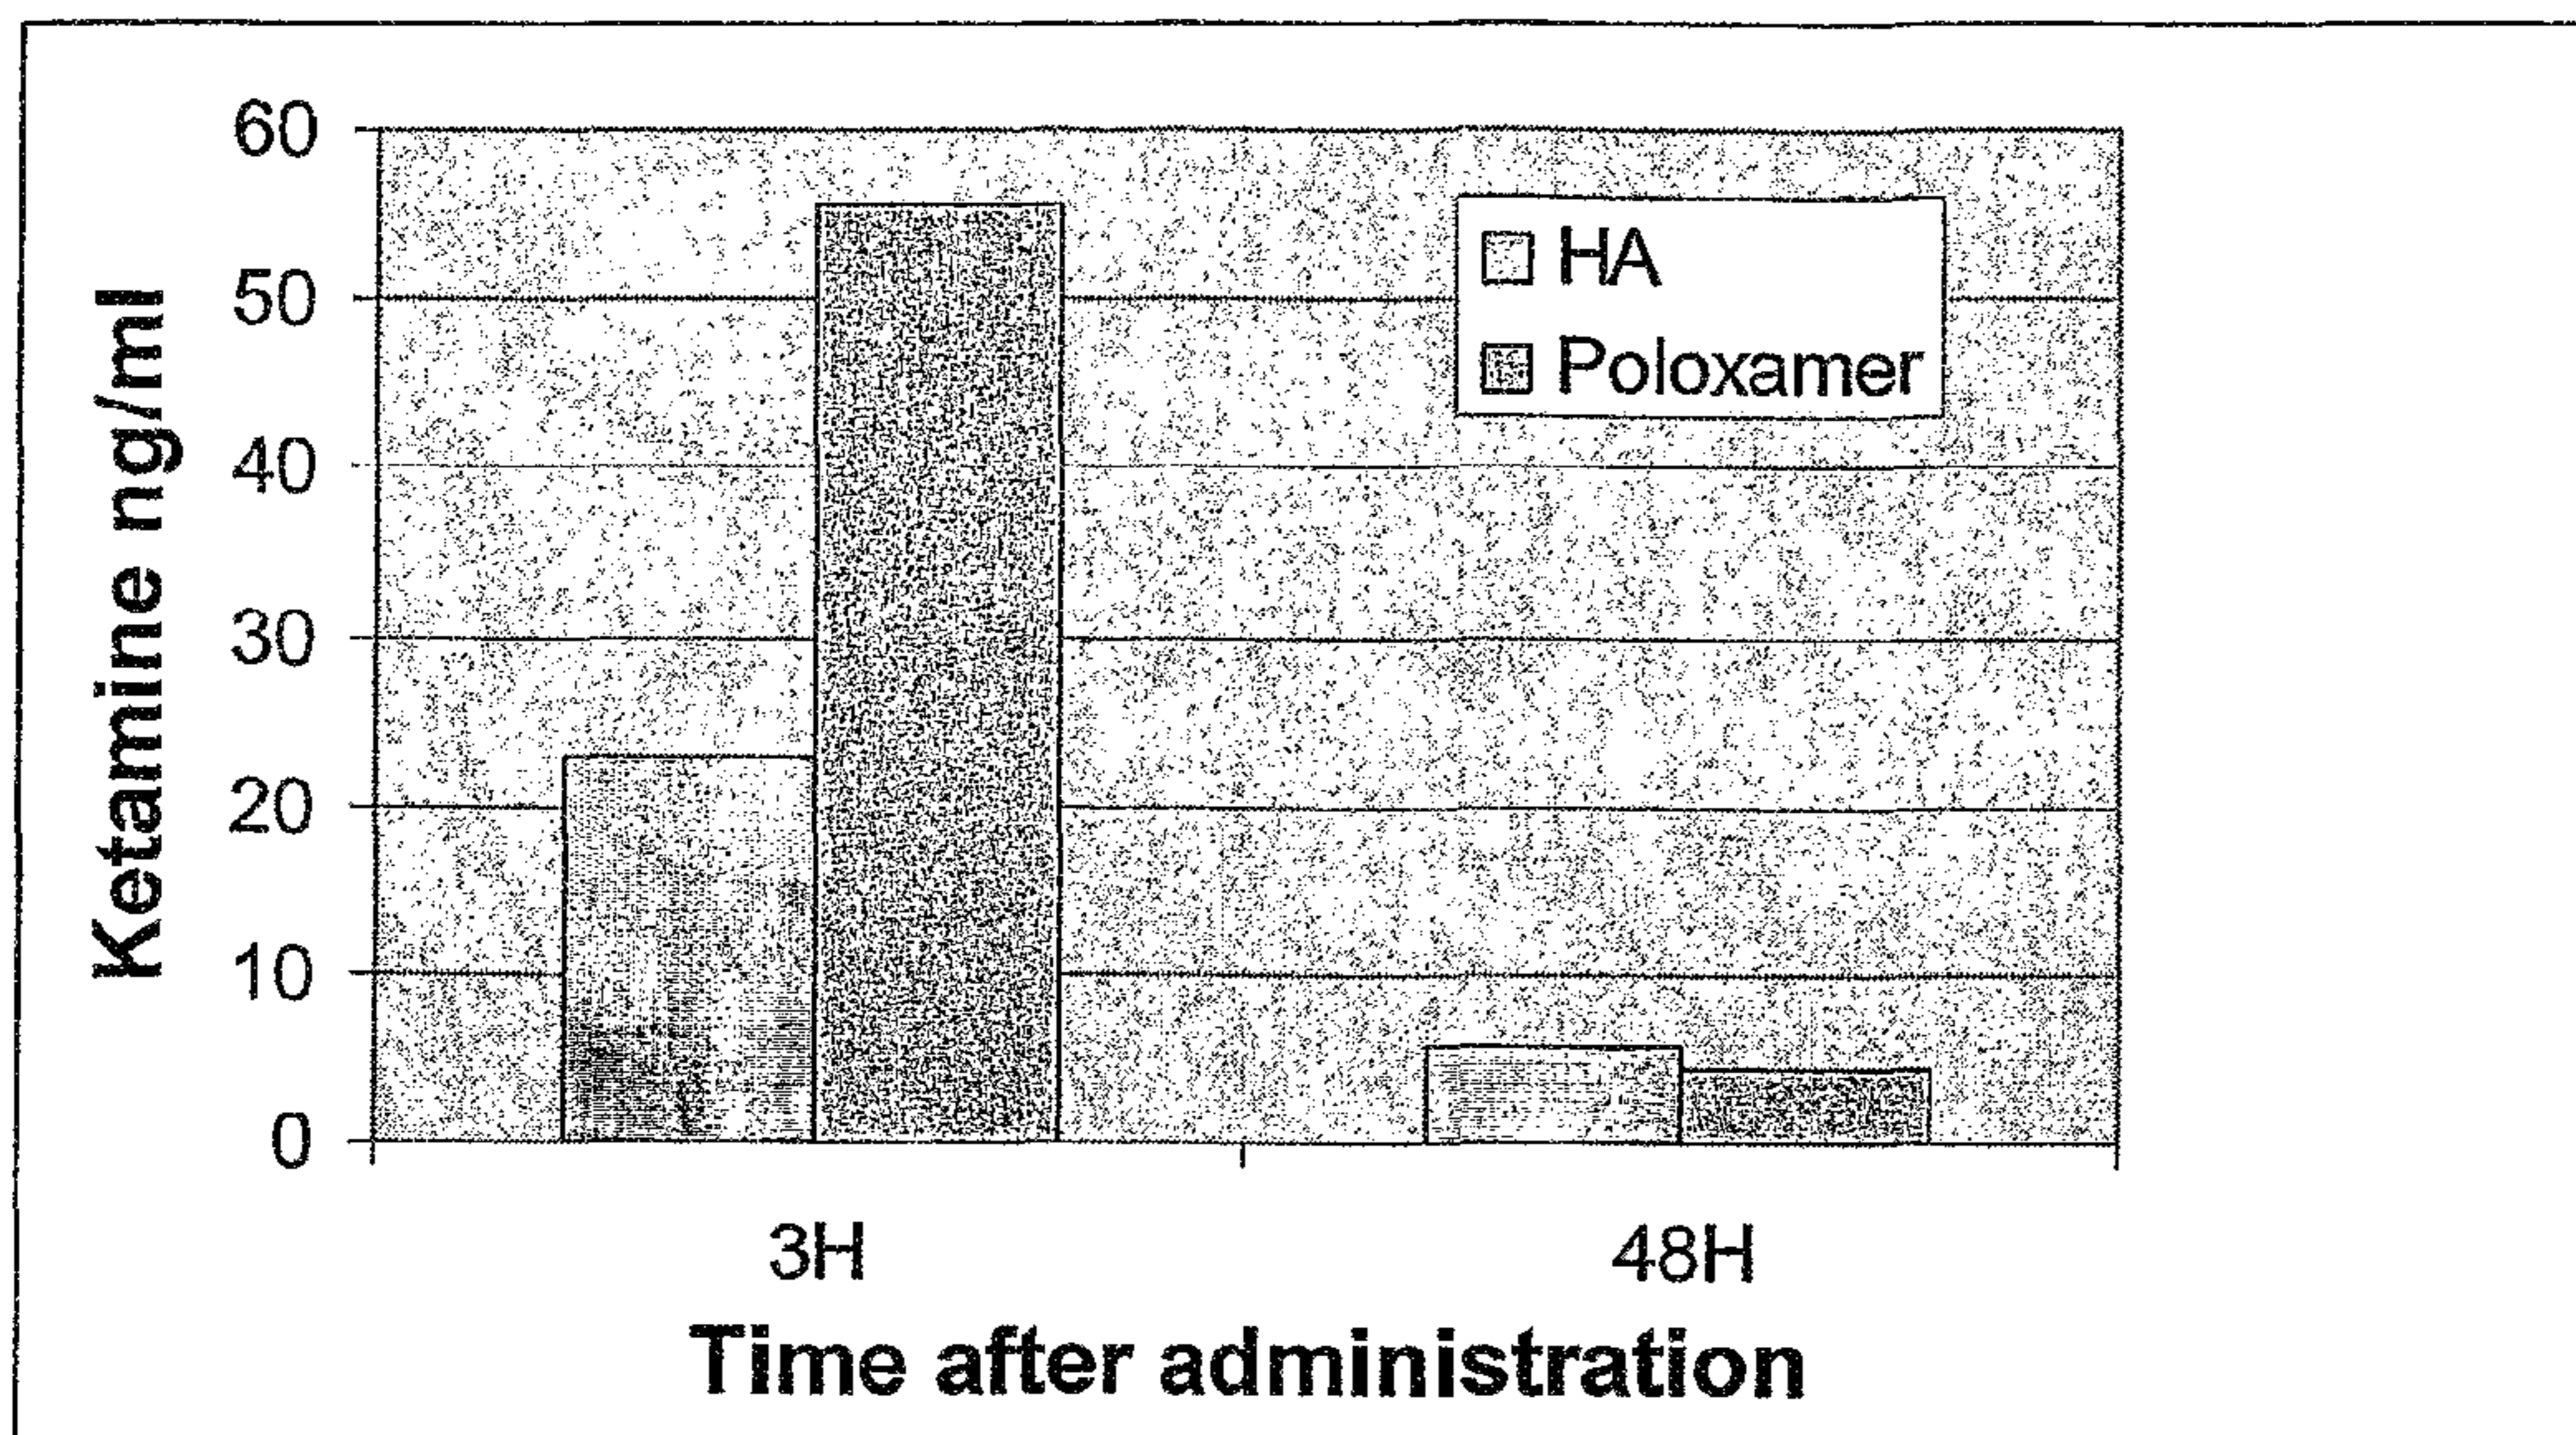 Ketamine ng/ml
60
50
40
30
20
10
0
HA
Poloxamer
3H
48H
Time after administration